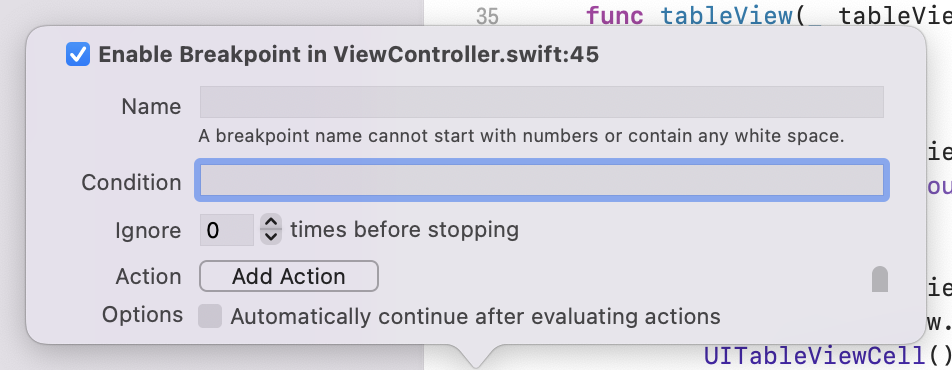 35 func tableView(_ tableVie
Enable Breakpoint in ViewController.swift:45
Name
A breakpoint name cannot start with numbers or contain any white space.
ie
Condition
ou
Ignore 0 times before stopping
Action Add Action
ie
Options Automatically continue after evaluating actions
w.
UITableViewCell()